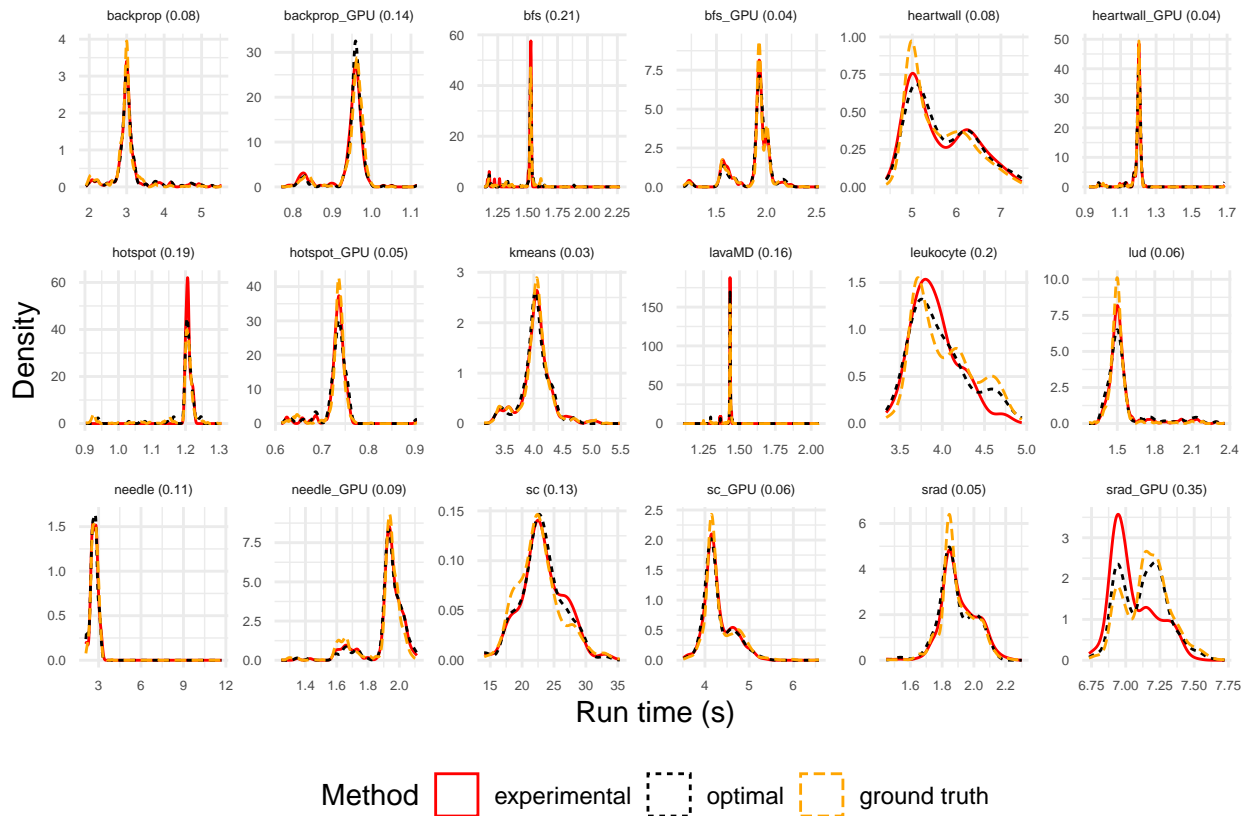 backprop (0.08) backprop_GPU (0.14) bfs (0.21) bfs_GPU (0.04) heartwall (0.08) heartwall_GPU (0.04)
4 3 2 1 0
30 20 10 0
60 40 20 0
7.5 5.0 2.5 0.0
1.00 0.75 0.50 0.25 0.00
50 40 30 20 10 0
2 3 4 5
0.8 0.9 1.0 1.1
1.25 1.50 1.75 2.00 2.25
1.5 2.0 2.5
5 6 7
0.9 1.1 1.3 1.5 1.7
hotspot (0.19) hotspot_GPU (0.05) kmeans (0.03) lavaMD (0.16) leukocyte (0.2) lud (0.06)
60 40 20 0
40 30 20 10 0
3 2 1 0
150 100 50 0
1.5 1.0 0.5 0.0
10.0 7.5 5.0 2.5 0.0
0.9 1.0 1.1 1.2 1.3
0.6 0.7 0.8 0.9
3.5 4.0 4.5 5.0 5.5
1.25 1.50 1.75 2.00
3.5 4.0 4.5 5.0
1.5 1.8 2.1 2.4
needle (0.11) needle_GPU (0.09) sc (0.13) sc_GPU (0.06) srad (0.05) srad_GPU (0.35)
1.5 1.0 0.5 0.0
7.5 5.0 2.5 0.0
0.15 0.10 0.05 0.00
2.5 2.0 1.5 1.0 0.5 0.0
6 4 2 0
3 2 1 0
3 6 9 12
1.4 1.6 1.8 2.0
15 20 25 30 35
4 5 6
1.6 1.8 2.0 2.2
6.75 7.00 7.25 7.50 7.75
Density
Run time (s)
Method experimental optimal ground truth